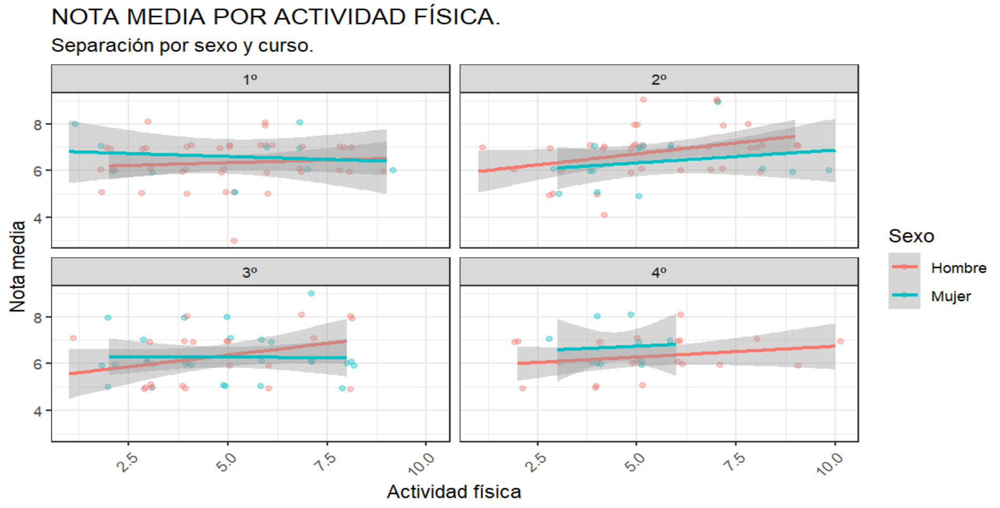 NOTA MEDIA POR ACTIVIDAD FÍSICA.
Separación por sexo y curso.
1º
2º
8
6
4
3º
4º
8
6
4
Nota media
2.5
5.0
7.5
10.0
2.5
5.0
7.5
10.0
Actividad física
Sexo
Hombre
Mujer